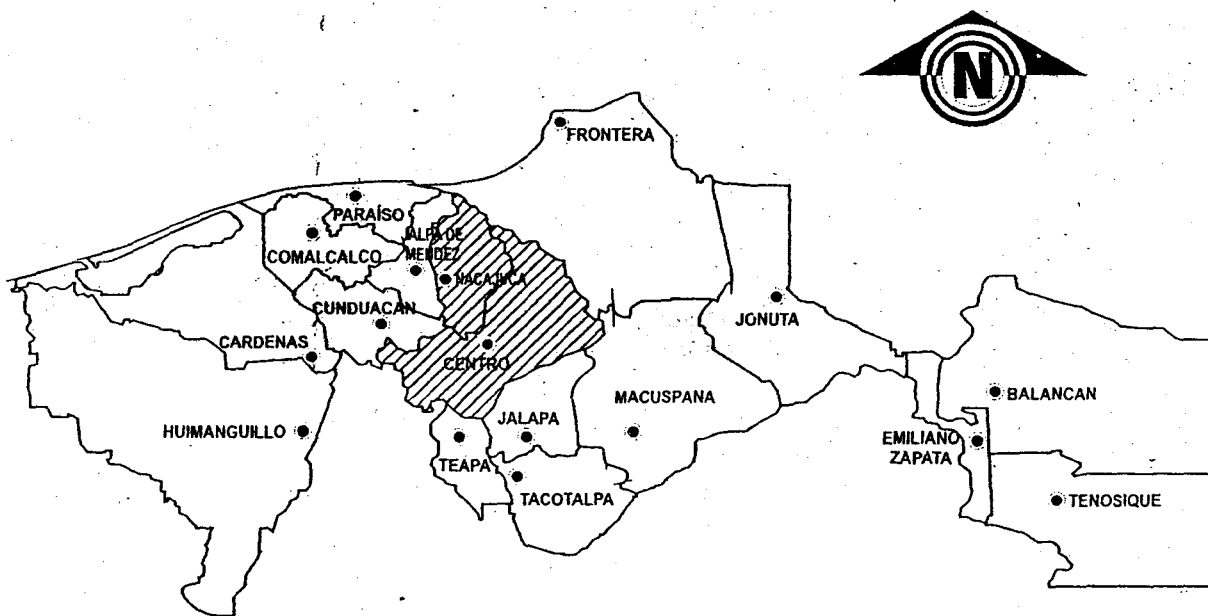 N
FRONTERA
PARAÍSO
JALPA DE
MENDEZ
COMALCALCO
NACAJUCA
CUNDUACÁN
JONUTA
CARDENAS
CENTRO
BALANCAN
MACUSPANA
JALAPA
HUIMANGUILLO
EMILIANO
ZAPATA
TEAPA
TACOTALPA
TENOSIQUE